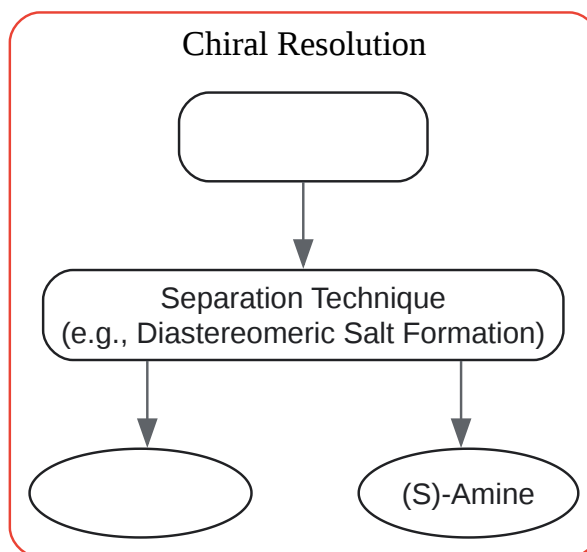 Chiral Resolution
Separation Technique
(e.g., Diastereomeric Salt Formation)
(S)-Amine